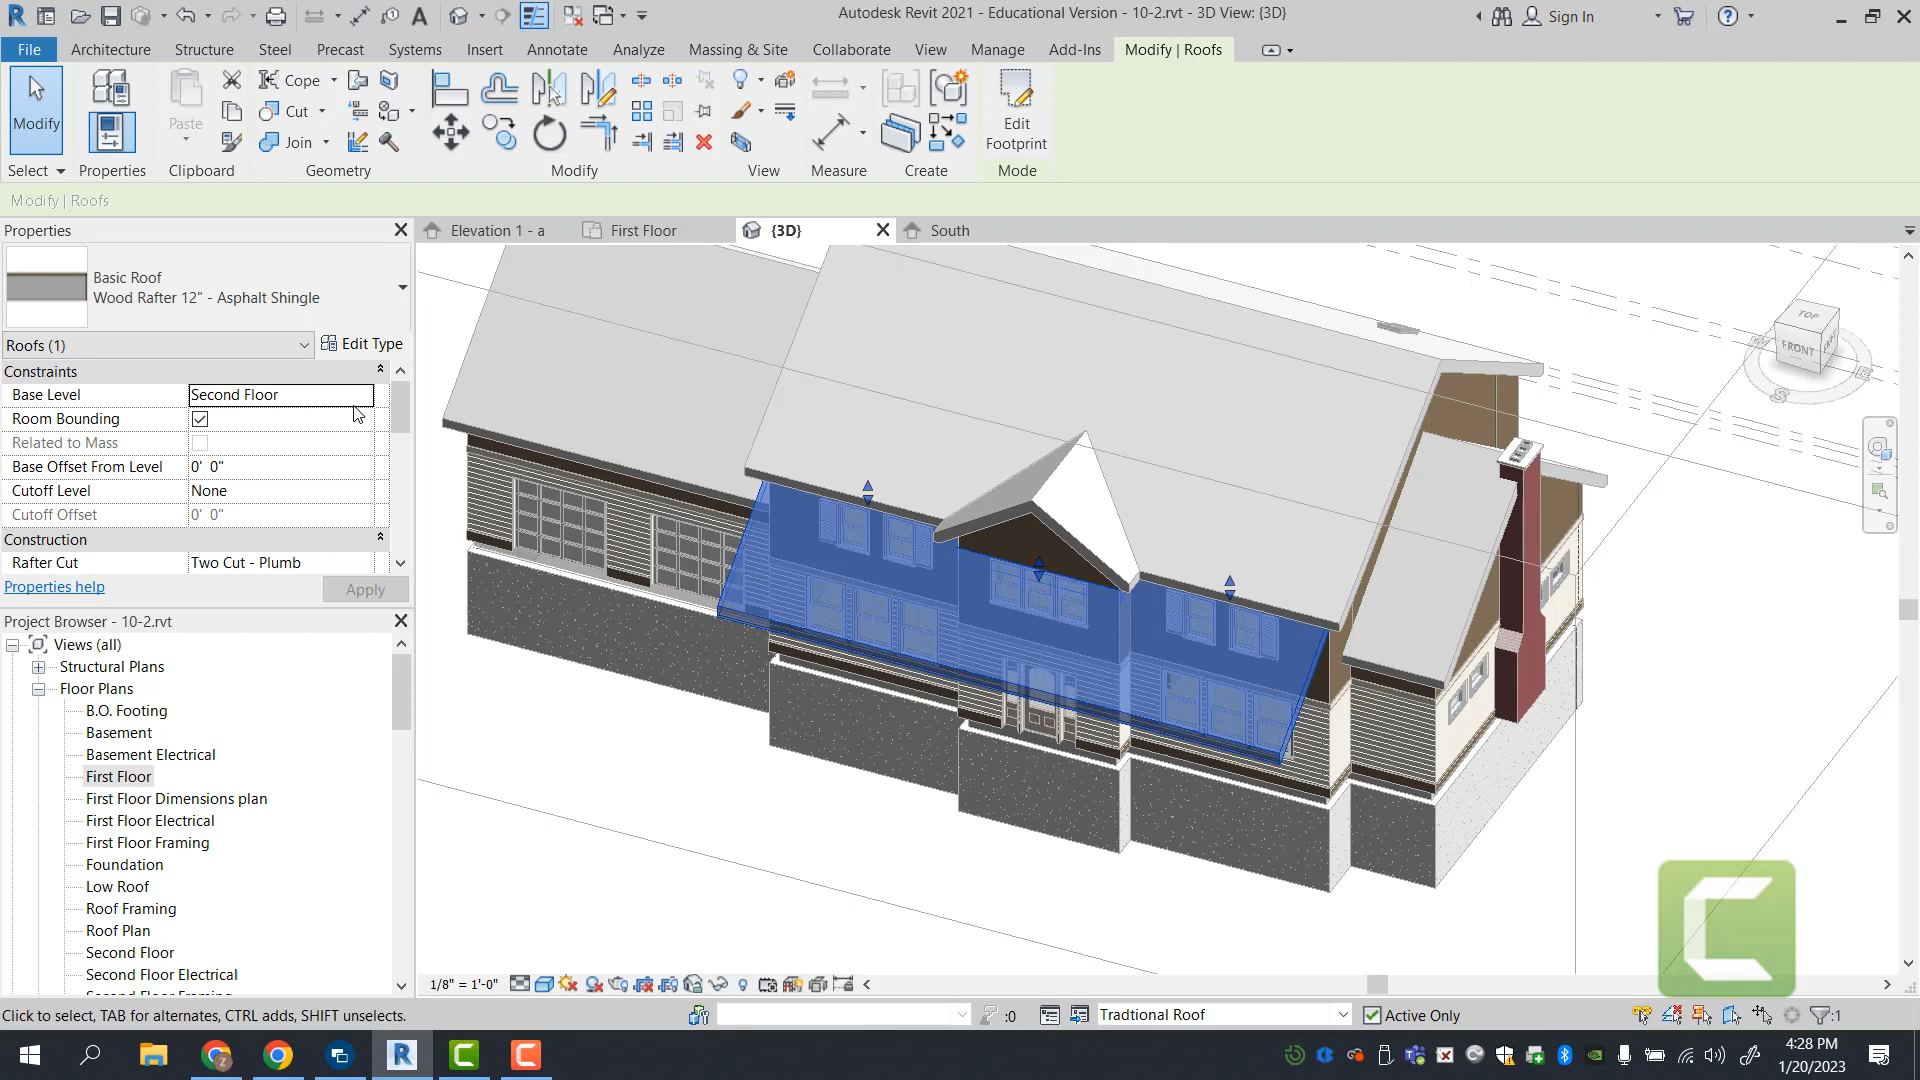 Autodesk Revit 2021 - Educational Version - 10-2.rvt - 3D View: {3D}
Sign In
File Architecture Structure Steel Precast Systems Insert Annotate Analyze Massing & Site Collaborate View Manage Add-Ins Modify | Roofs
Modify
Paste
Cope
Cut
Join
Edit
Footprint
Select Properties Clipboard Geometry Modify View Measure Create Mode
Modify | Roofs
Properties
Elevation 1 - a
First Floor
{3D}
South
Basic Roof
Wood Rafter 12" - Asphalt Shingle
Roofs (1)
Edit Type
Constraints
Base Level Second Floor
Room Bounding
Related to Mass
Base Offset From Level 0' 0"
Cutoff Level None
Cutoff Offset 0' 0"
Construction
Rafter Cut Two Cut - Plumb
Properties help
Apply
TOP
FRONT
S
E
Project Browser - 10-2.rvt
Views (all)
Structural Plans
Floor Plans
B.O. Footing
Basement
Basement Electrical
First Floor
First Floor Dimensions plan
First Floor Electrical
First Floor Framing
Foundation
Low Roof
Roof Framing
Roof Plan
Second Floor
Second Floor Electrical
1/8" = 1'-0"
Click to select, TAB for alternates, CTRL adds, SHIFT unselects.
:0
Tradtional Roof
Active Only
:1
4:28 PM
1/20/2023